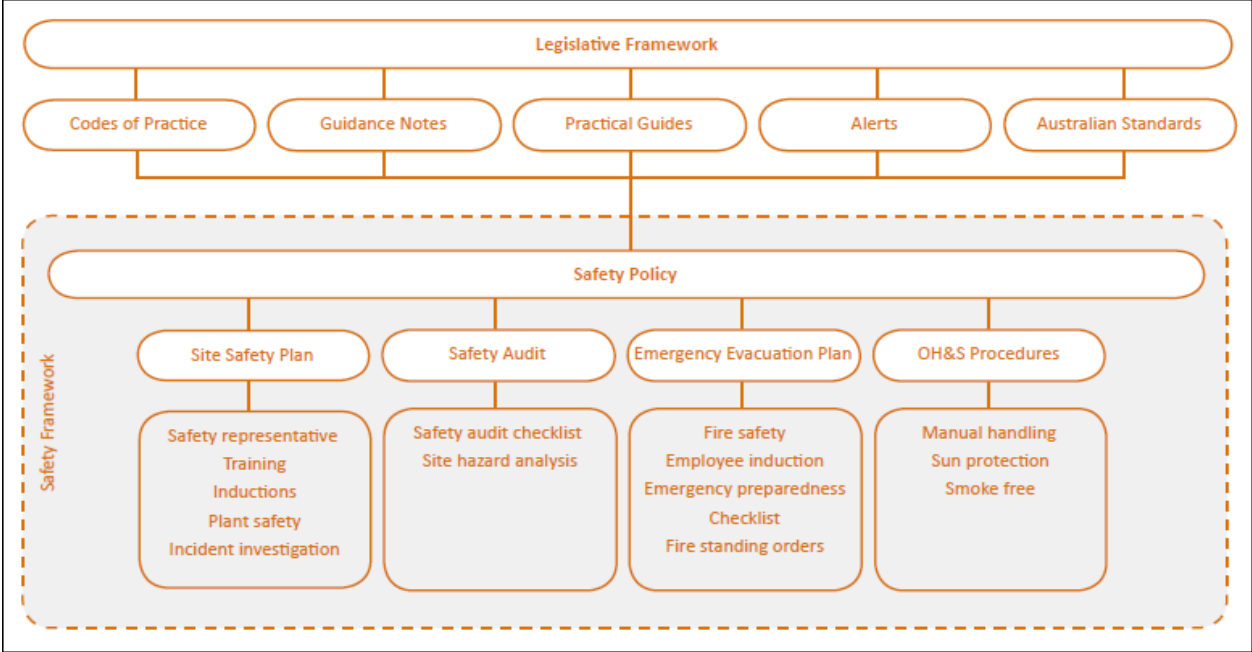 Legislative Framework
Codes of Practice
Guidance Notes
Practical Guides
Alerts
Australian Standards
Safety Framework
Safety Policy
Site Safety Plan
Safety Audit
Emergency Evacuation Plan
OH&S Procedures
Safety representative
Training
Inductions
Plant safety
Incident investigation
Safety audit checklist
Site hazard analysis
Fire safety
Employee induction
Emergency preparedness
Checklist
Fire standing orders
Manual handling
Sun protection
Smoke free